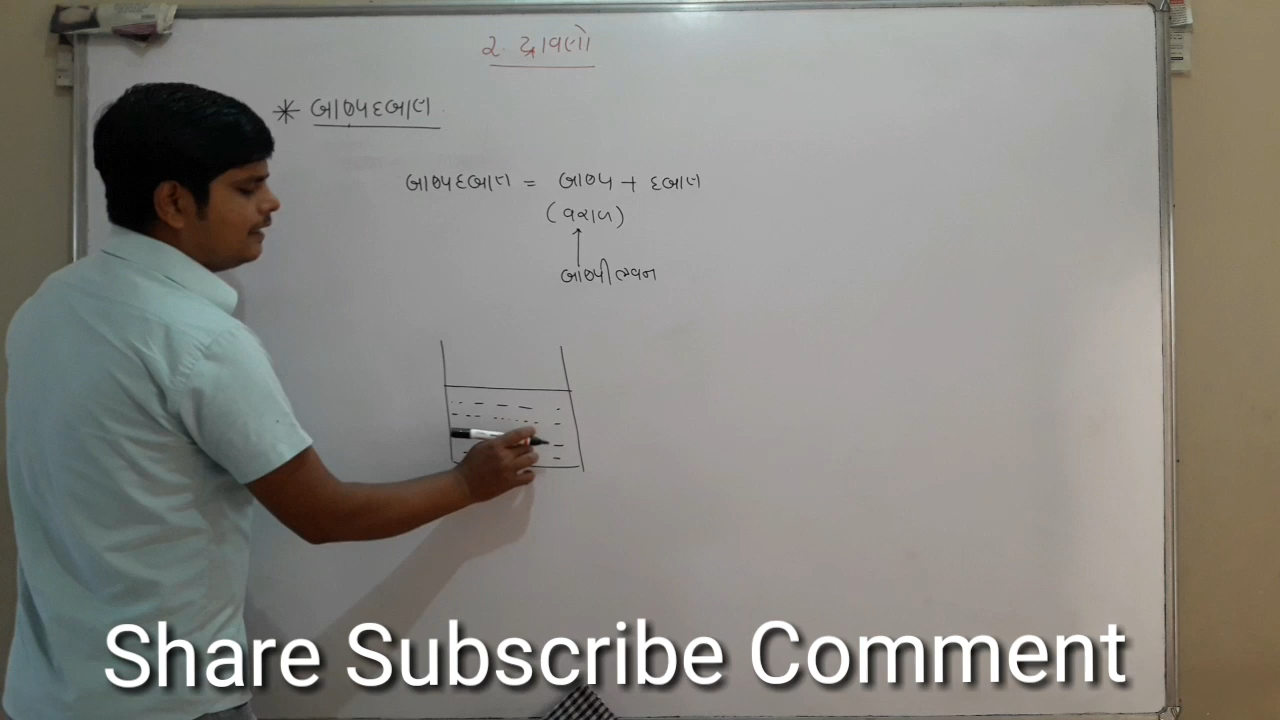 ૨. દ્રાવણો
* બાષ્પદબાણ
બાષ્પદબાણ = બાષ્પ + દબાણ
(વરાળ)
બાષ્પીભવન
Share Subscribe Comment